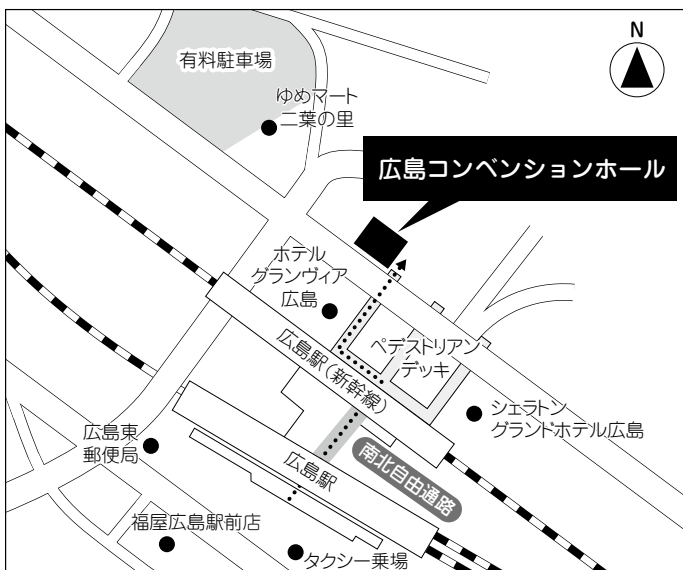 N
有料駐車場
ゆめマート
二葉の里
広島コンベンションホール
ホテル
グランヴィア
広島
広島駅(新幹線)
ペデストリアン
デッキ
シェラトン
グランドホテル広島
広島東
郵便局
広島駅
南北自由通路
福屋広島駅前店
タクシー乗場